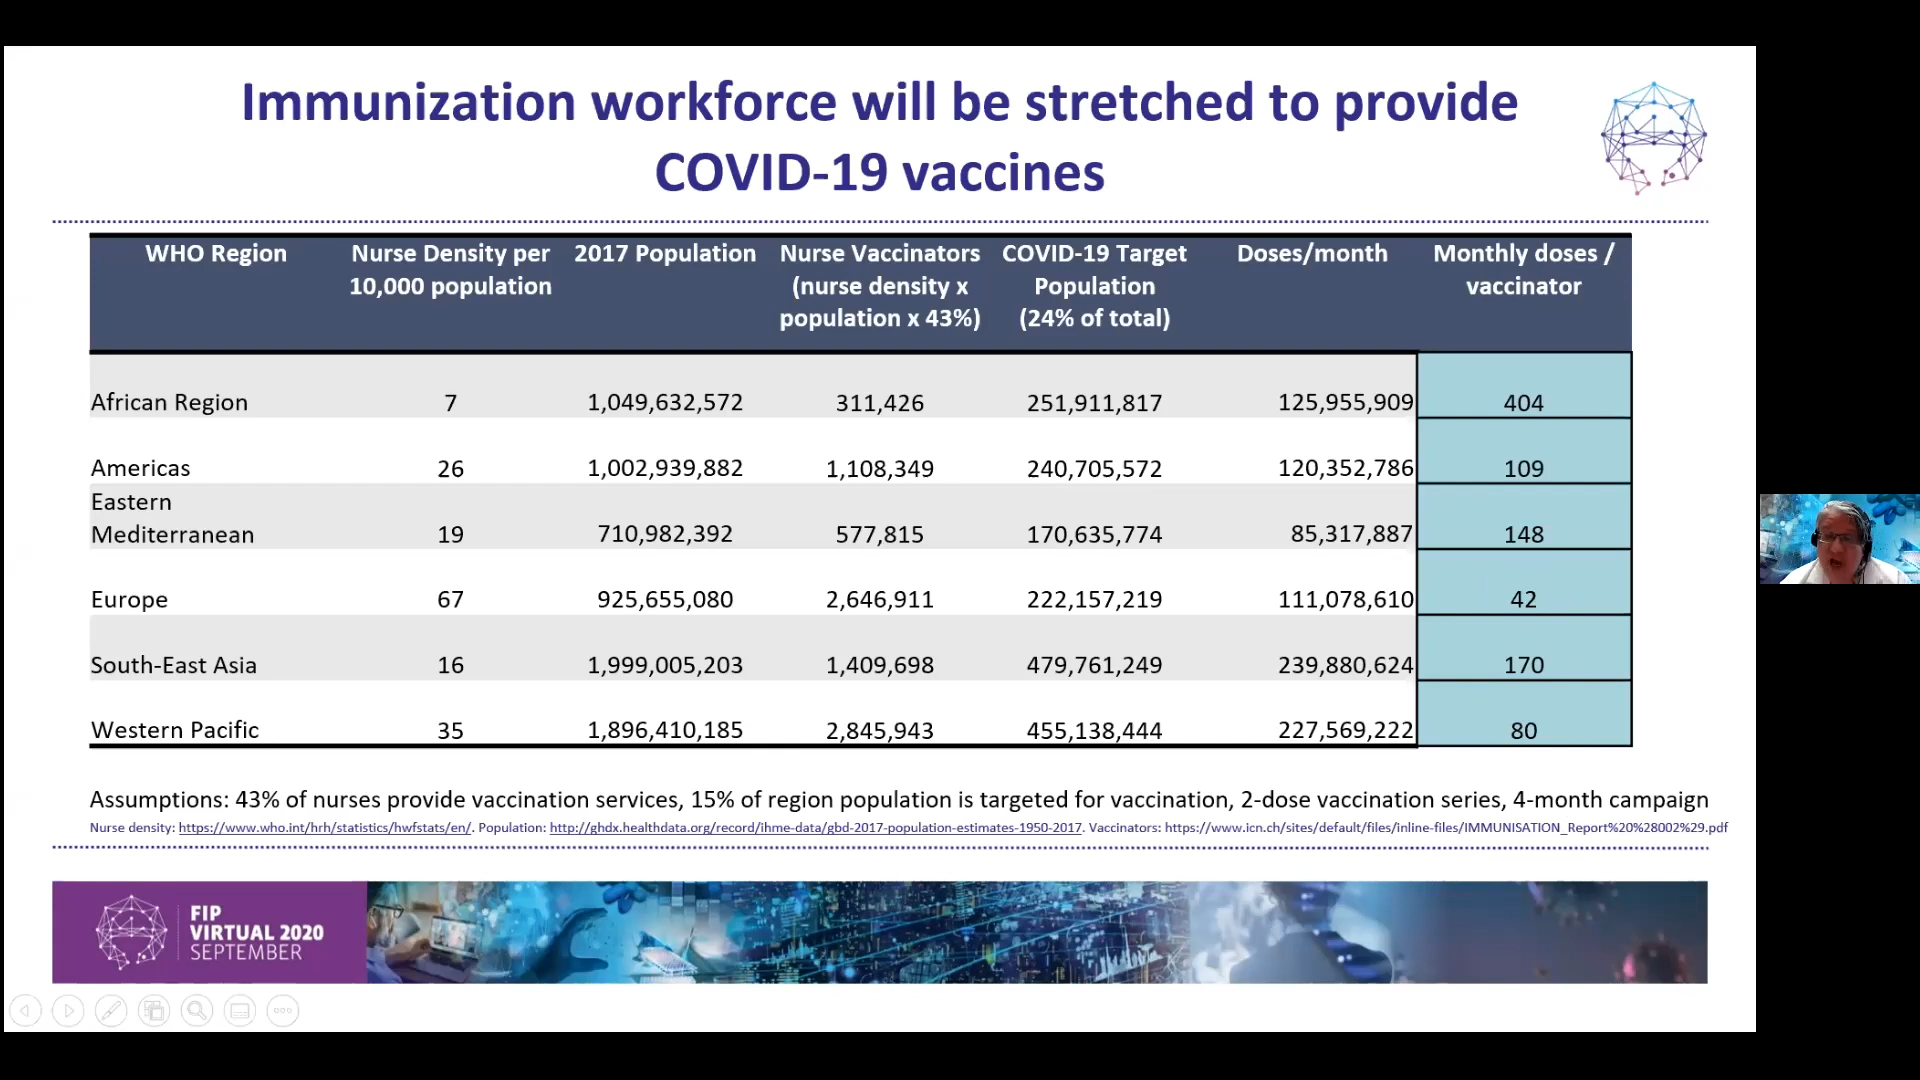 Immunization workforce will be stretched to provide
COVID-19 vaccines
WHO Region Nurse Density per 10,000 population 2017 Population Nurse Vaccinators (nurse density x population x 43%) COVID-19 Target Population (24% of total) Doses/month Monthly doses / vaccinator
African Region 7 1,049,632,572 311,426 251,911,817 125,955,909 404
Americas 26 1,002,939,882 1,108,349 240,705,572 120,352,786 109
Eastern
Mediterranean 19 710,982,392 577,815 170,635,774 85,317,887 148
Europe 67 925,655,080 2,646,911 222,157,219 111,078,610 42
South-East Asia 16 1,999,005,203 1,409,698 479,761,249 239,880,624 170
Western Pacific 35 1,896,410,185 2,845,943 455,138,444 227,569,222 80
Assumptions: 43% of nurses provide vaccination services, 15% of region population is targeted for vaccination, 2-dose vaccination series, 4-month campaign
Nurse density: https://www.who.int/hrh/statistics/hwfstats/en/. Population: http://ghdx.healthdata.org/record/ihme-data/gbd-2017-population-estimates-1950-2017. Vaccinators: https://www.icn.ch/sites/default/files/inline-files/IMMUNISATION_Report%20%28002%29.pdf
FIP
VIRTUAL 2020
SEPTEMBER